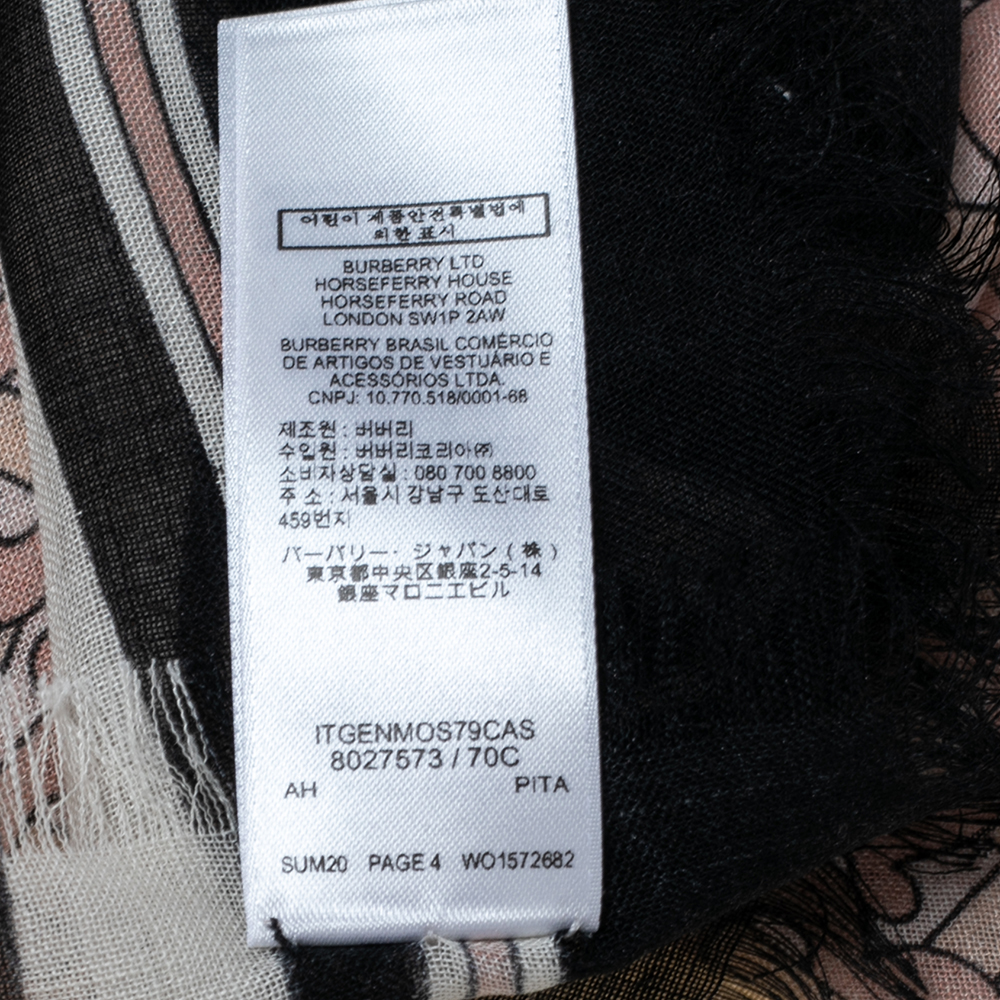 어린이제품안전특별법에
의한 표시
BURBERRY LTD
HORSEFERRY HOUSE
HORSEFERRY ROAD
LONDON SW1P 2AW
BURBERRY BRASIL COMÉRCIO
DE ARTIGOS DE VESTUÁRIO E
ACESSÓRIOS LTDA.
CNPJ: 10.770.518/0001-68
제조원 : 버버리
수입원 : 버버리코리아㈜
소비자상담실 : 080 700 8800
주 소 : 서울시 강남구 도산대로
459번지
バーバリー・ジャパン ( 株 )
東京都中央区銀座2-5-14
銀座マロニエビル
ITGENMOS79CAS
8027573 / 70C
AH PITA
SUM20 PAGE 4 WO1572682